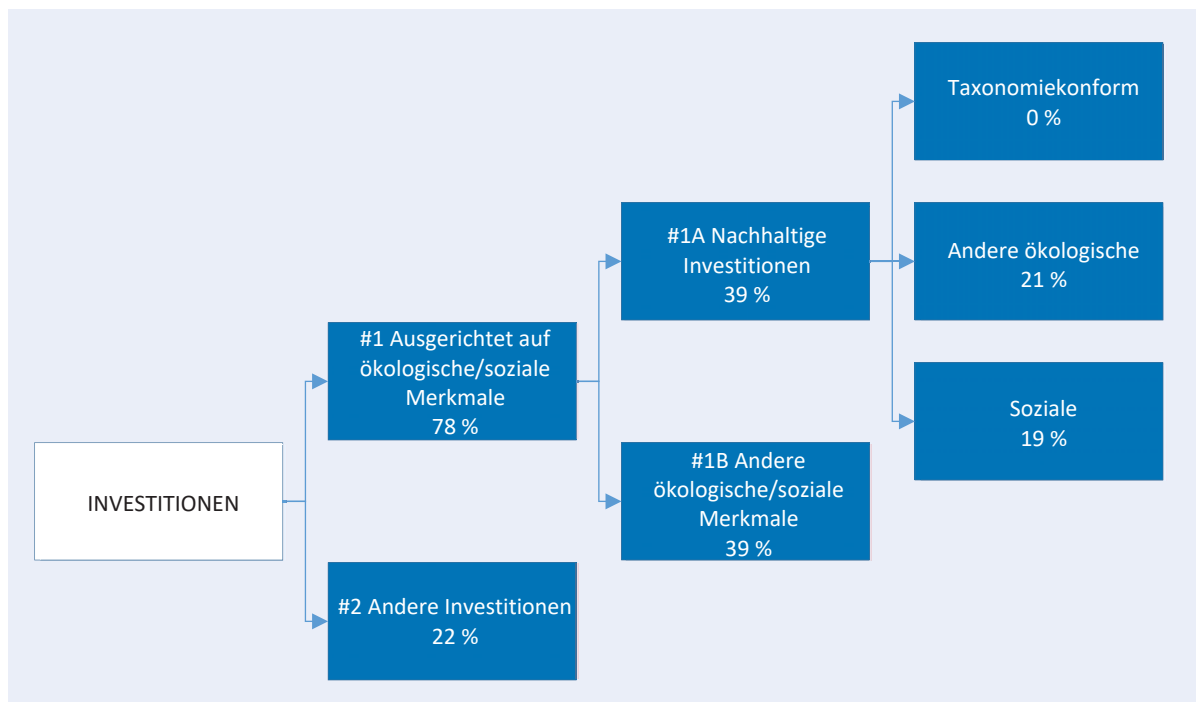 INVESTITIONEN
#1 Ausgerichtet auf
ökologische/soziale
Merkmale
78 %
#2 Andere Investitionen
22 %
#1A Nachhaltige
Investitionen
39 %
#1B Andere
ökologische/soziale
Merkmale
39 %
Taxonomiekonform
0 %
Andere ökologische
21 %
Soziale
19 %